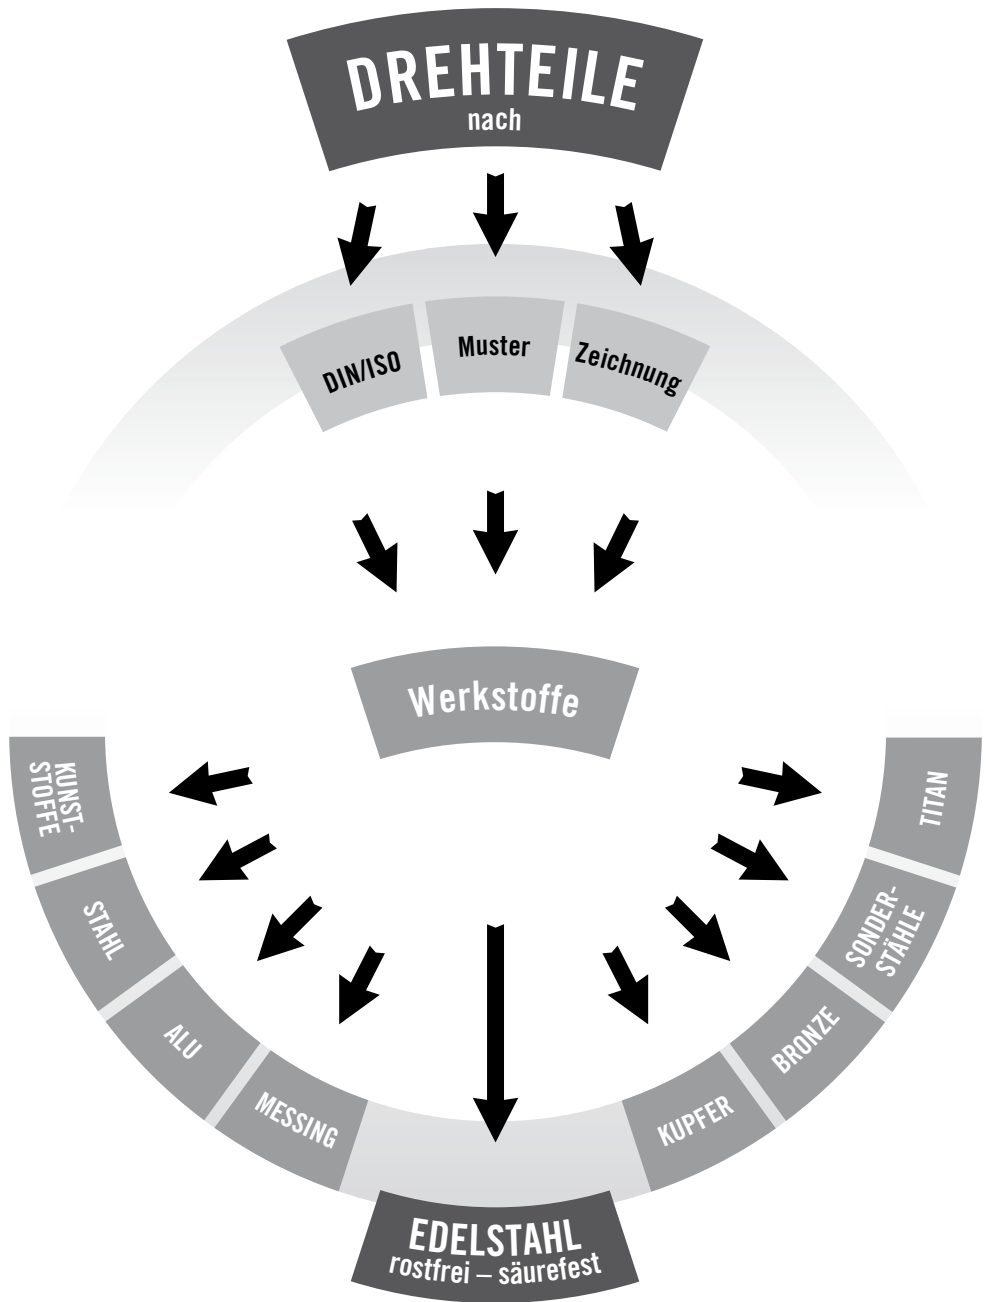 DREHTEILE
nach
DIN/ISO
Muster
Zeichnung
Werkstoffe
KUNST-
STOFFE
STAHL
ALU
MESSING
EDELSTAHL
rostfrei – säurefest
KUPFER
BRONZE
SONDER-
STÄHLE
TITAN